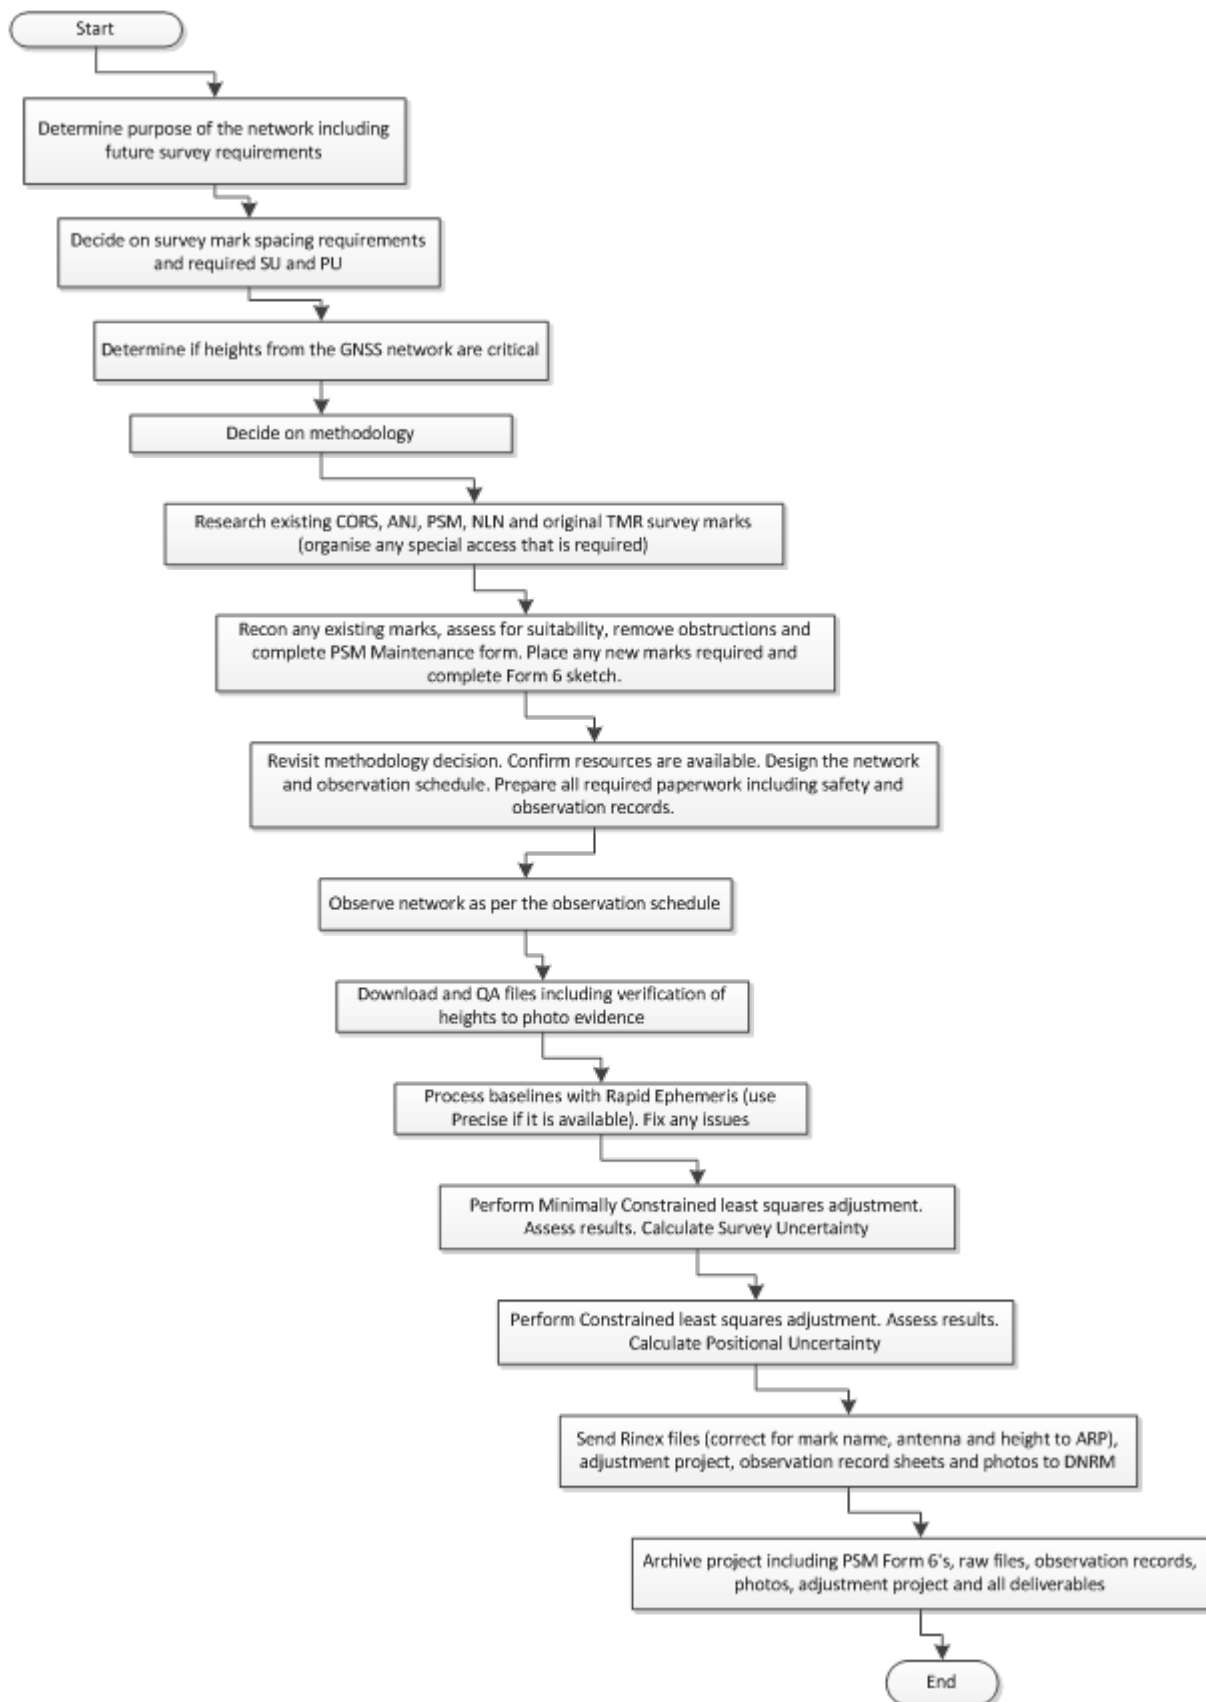 Start
Determine purpose of the network including
future survey requirements
Decide on survey mark spacing requirements
and required SU and PU
Determine if heights from the GNSS network are critical
Decide on methodology
Research existing CORS, ANJ, PSM, NLN and original TMR survey marks
(organise any special access that is required)
Recon any existing marks, assess for suitability, remove obstructions and
complete PSM Maintenance form. Place any new marks required and
complete Form 6 sketch.
Revisit methodology decision. Confirm resources are available. Design the network
and observation schedule. Prepare all required paperwork including safety and
observation records.
Observe network as per the observation schedule
Download and QA files including verification of
heights to photo evidence
Process baselines with Rapid Ephemeris (use
Precise if it is available). Fix any issues
Perform Minimally Constrained least squares adjustment.
Assess results. Calculate Survey Uncertainty
Perform Constrained least squares adjustment. Assess results.
Calculate Positional Uncertainty
Send Rinex files (correct for mark name, antenna and height to ARP),
adjustment project, observation record sheets and photos to DNRM
Archive project including PSM Form 6's, raw files, observation records,
photos, adjustment project and all deliverables
End